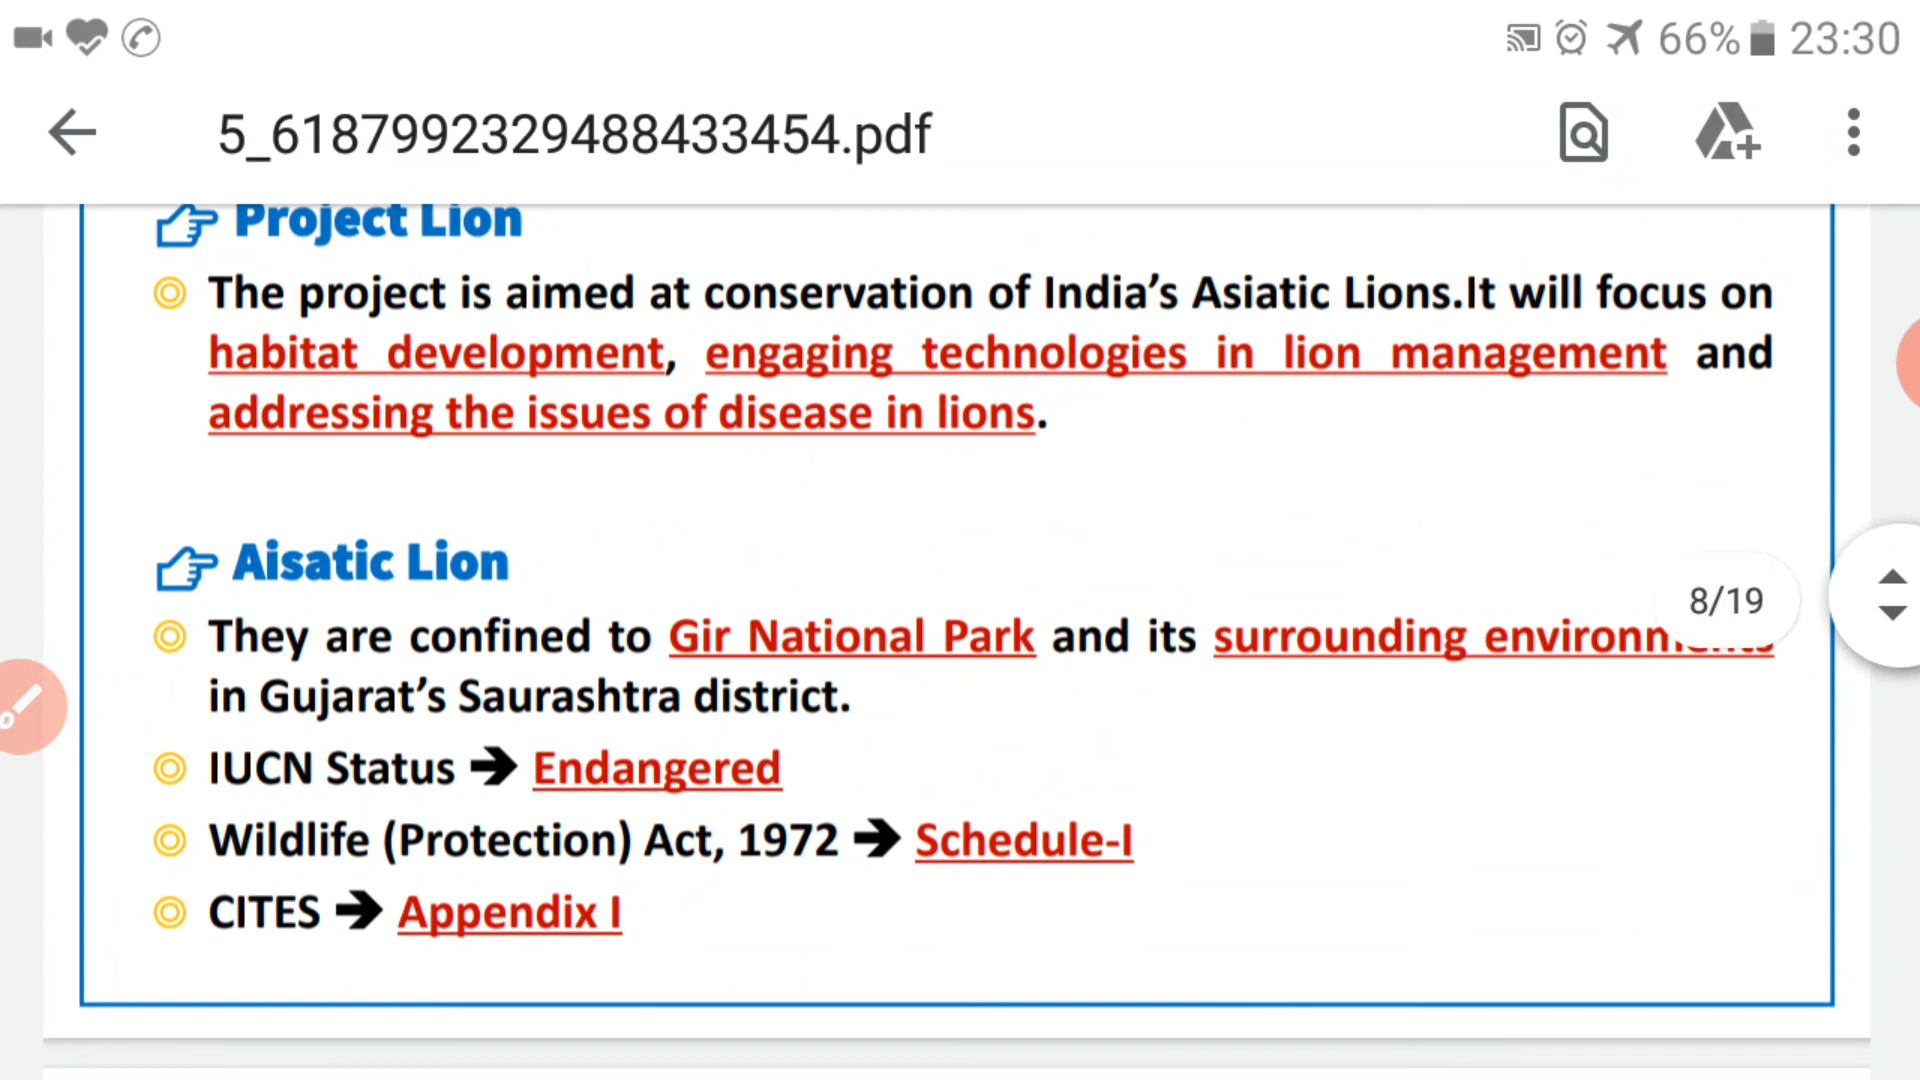 66% 23:30
5_6187992329488433454.pdf
Project Lion
The project is aimed at conservation of India’s Asiatic Lions.It will focus on
habitat development, engaging technologies in lion management and
addressing the issues of disease in lions.
Aisatic Lion
8/19
They are confined to Gir National Park and its surrounding environments
in Gujarat’s Saurashtra district.
IUCN Status ➔ Endangered
Wildlife (Protection) Act, 1972 ➔ Schedule-I
CITES ➔ Appendix I